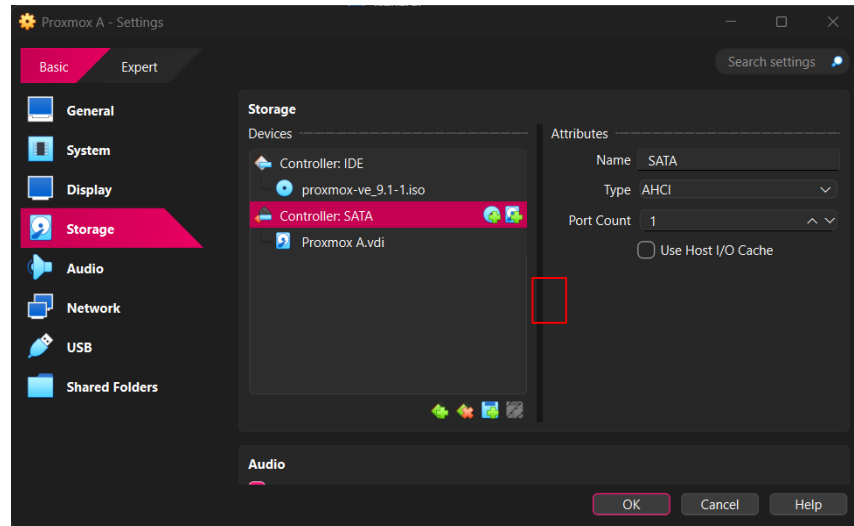 Proxmox A - Settings
Basic
Expert
Search settings
General
System
Display
Storage
Audio
Network
USB
Shared Folders
Storage
Devices
Controller: IDE
proxmox-ve_9.1-1.iso
Controller: SATA
Proxmox A.vdi
Attributes
Name SATA
Type AHCI
Port Count 1
Use Host I/O Cache
Audio
OK
Cancel
Help